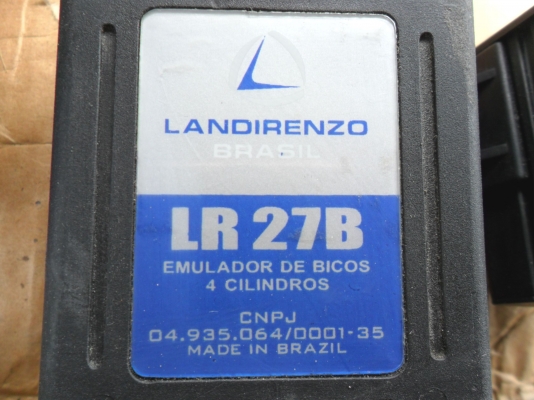 LANDIRENZO
BRASIL
LR 27B
EMULADOR DE BICOS
4 CILINDROS
CNPJ
04.935.064/0001-35
MADE IN BRAZIL